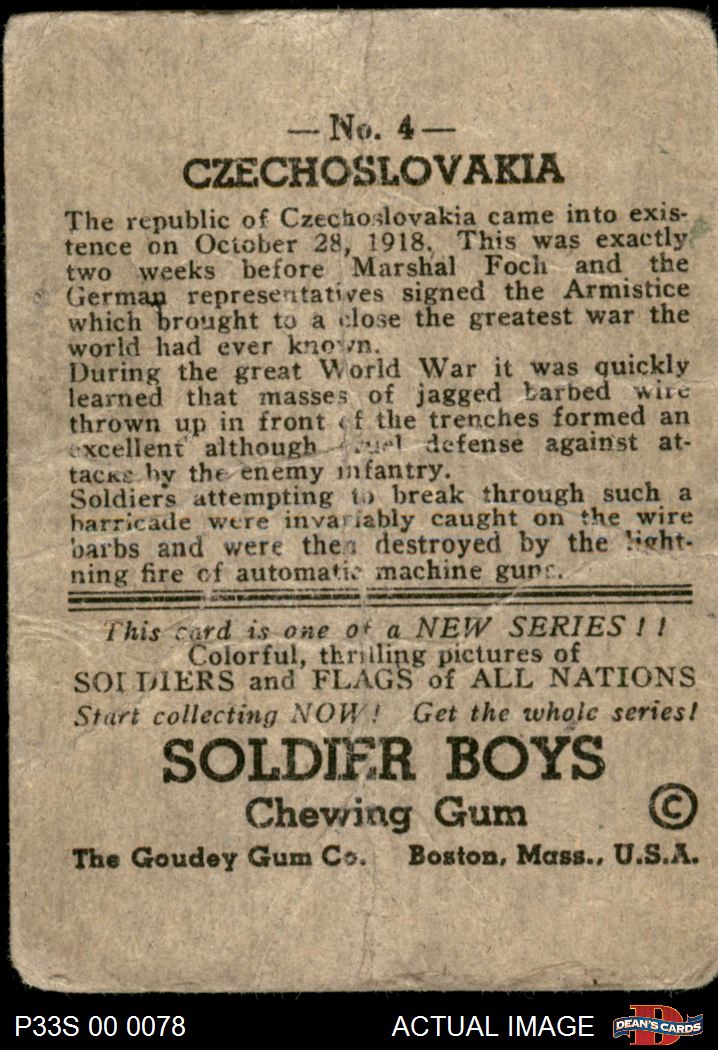 — No. 4 —
CZECHOSLOVAKIA
The republic of Czechoslovakia came into exis-
tence on October 28, 1918. This was exactly
two weeks before Marshal Foch and the
German representatives signed the Armistice
which brought to a close the greatest war the
world had ever known.
During the great World War it was quickly
learned that masses of jagged barbed wire
thrown up in front of the trenches formed an
excellent although cruel defense against at-
tacks by the enemy infantry.
Soldiers attempting to break through such a
barricade were invariably caught on the wire
barbs and were then destroyed by the light-
ning fire of automatic machine guns.
This card is one of a NEW SERIES ! !
Colorful, thrilling pictures of
SOLDIERS and FLAGS of ALL NATIONS
Start collecting NOW! Get the whole series!
SOLDIER BOYS
Chewing Gum ©
The Goudey Gum Co. Boston, Mass., U.S.A.
P33S 00 0078 ACTUAL IMAGE D DEAN'S CARDS